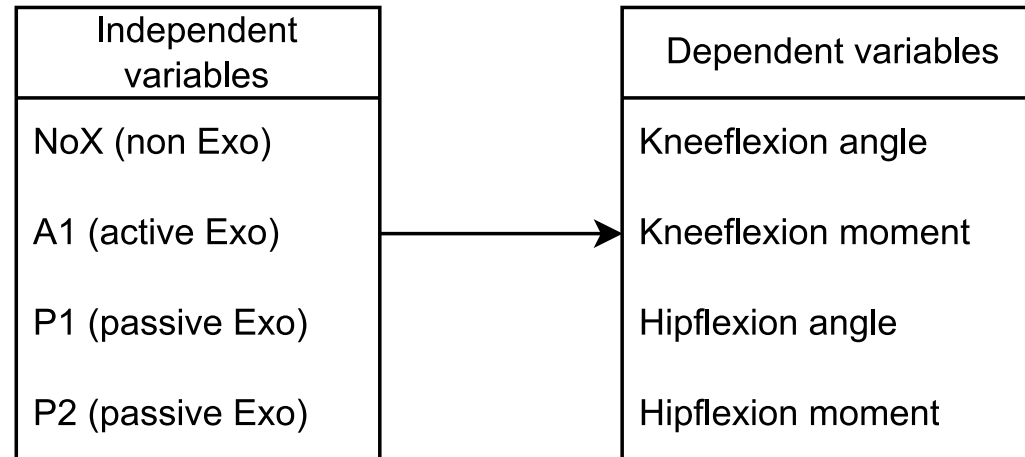 Independent
variables
NoX (non Exo)
A1 (active Exo)
P1 (passive Exo)
P2 (passive Exo)
Dependent variables
Kneeflexion angle
Kneeflexion moment
Hipflexion angle
Hipflexion moment